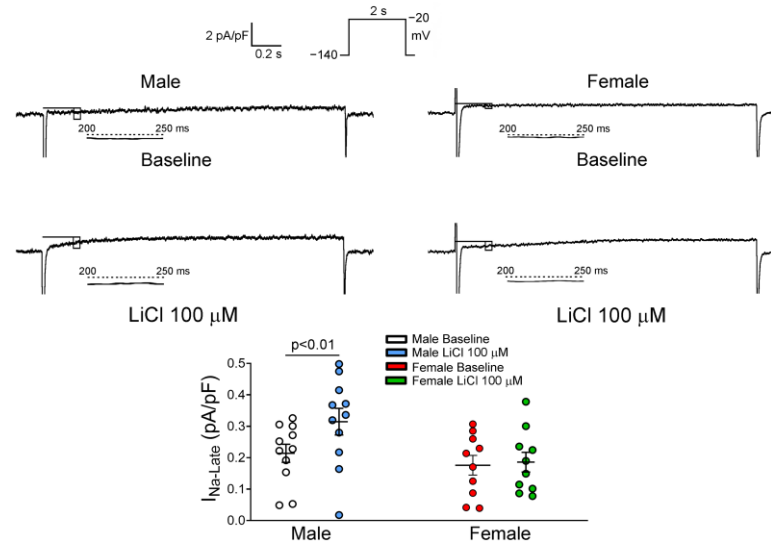 2 s
−20
2 pA/pF
mV
0.2 s
−140
Male
Female
200 250 ms
200 250 ms
Baseline
Baseline
200 250 ms
200 250 ms
LiCl 100 μM
LiCl 100 μM
p<0.01
Male Baseline
Male LiCl 100 μM
Female Baseline
Female LiCl 100 μM
I Na-Late (pA/pF)
0.5
0.4
0.3
0.2
0.1
0.0
Male
Female